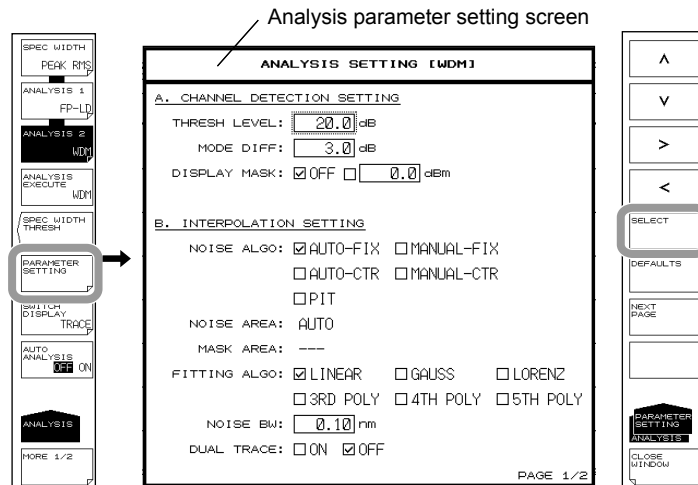 Analysis parameter setting screen
SPEC WIDTH
PEAK RMS
ANALYSIS 1
FP-LD
ANALYSIS 2
WDM
ANALYSIS
EXECUTE
WDM
SPEC WIDTH
THRESH
PARAMETER
SETTING
SWITCH
DISPLAY
TRACE
AUTO
ANALYSIS
OFF ON
ANALYSIS
MORE 1/2
ANALYSIS SETTING [WDM]
A. CHANNEL DETECTION SETTING
THRESH LEVEL: 20.0 dB
MODE DIFF: 3.0 dB
DISPLAY MASK: ☑OFF ☐ 0.0 dBm
B. INTERPOLATION SETTING
NOISE ALGO: ☑AUTO-FIX ☐MANUAL-FIX
☐AUTO-CTR ☐MANUAL-CTR
☐PIT
NOISE AREA: AUTO
MASK AREA: ---
FITTING ALGO: ☑LINEAR ☐GAUSS ☐LORENZ
☐3RD POLY ☐4TH POLY ☐5TH POLY
NOISE BW: 0.10 nm
DUAL TRACE: ☐ON ☑OFF
PAGE 1/2
∧
∨
>
<
SELECT
DEFAULTS
NEXT
PAGE
PARAMETER
SETTING
ANALYSIS
CLOSE
WINDOW